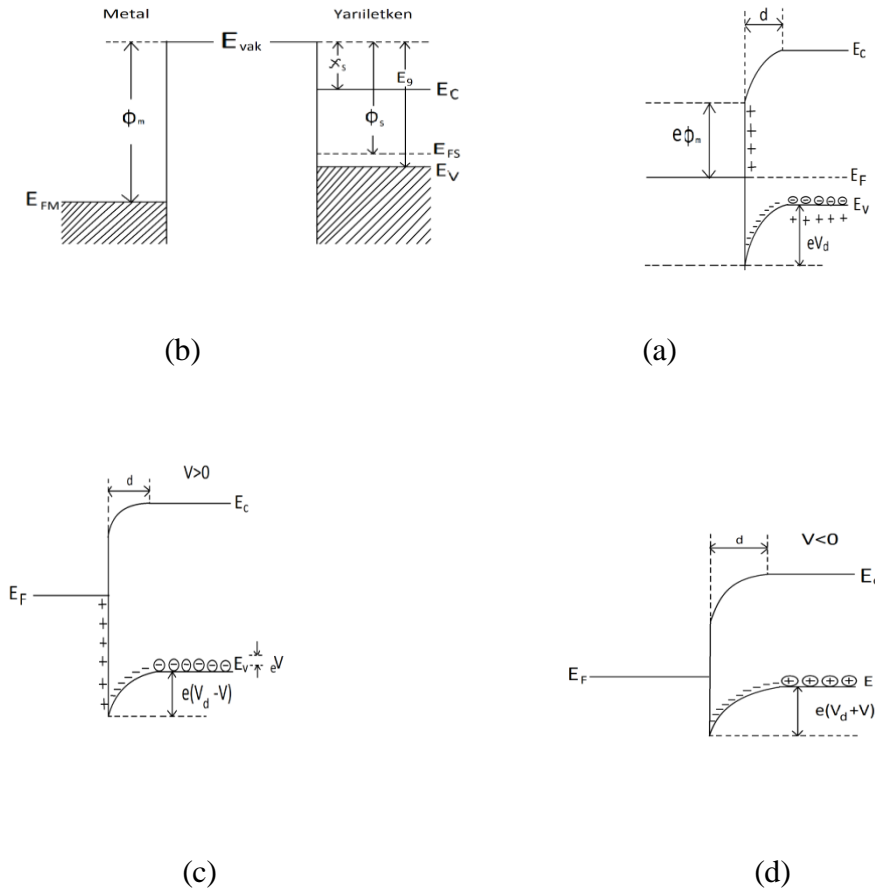 Metal
Yarıiletken
E vak
χs
E9
EC
ϕm
ϕs
EFS
EV
EFM
d
EC
eϕm
+ + + +
EF
⊖⊖⊖⊖⊖ EV
+ + + + +
eVd
(b)
(a)
d
V>0
EC
EF
+ + + + + + +
⊖⊖⊖⊖⊖⊖ EV
eV
e(Vd -V)
d
V<0
EF
⊕⊕⊕⊕ E
e(Vd+V)
(c)
(d)